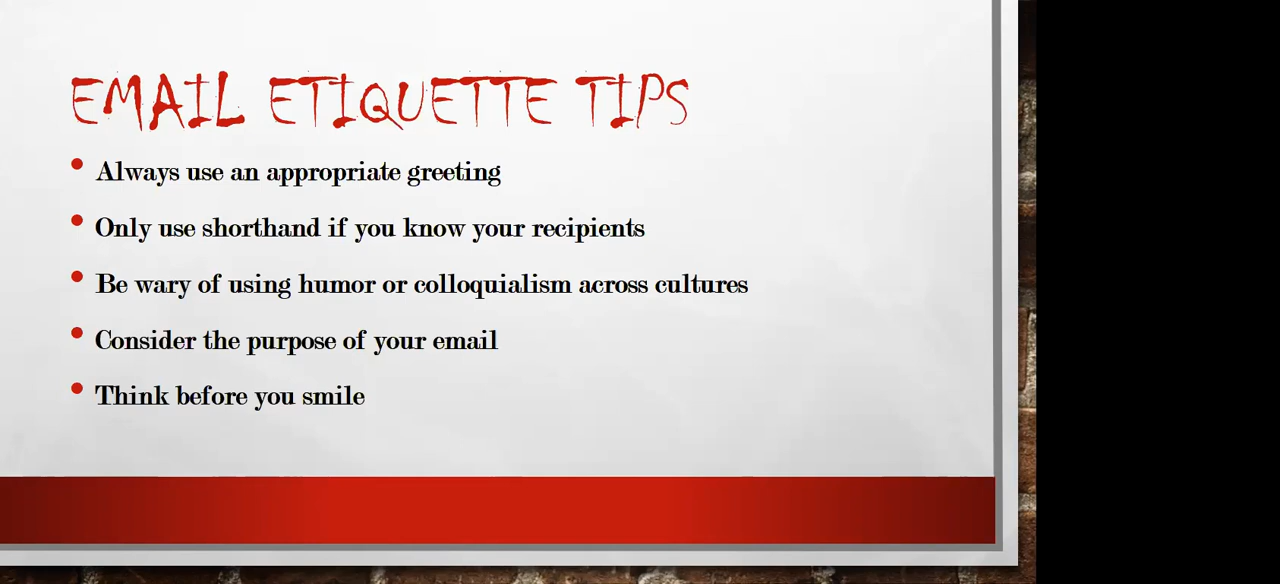 EMAIL ETIQUETTE TIPS
• Always use an appropriate greeting
• Only use shorthand if you know your recipients
• Be wary of using humor or colloquialism across cultures
• Consider the purpose of your email
• Think before you smile